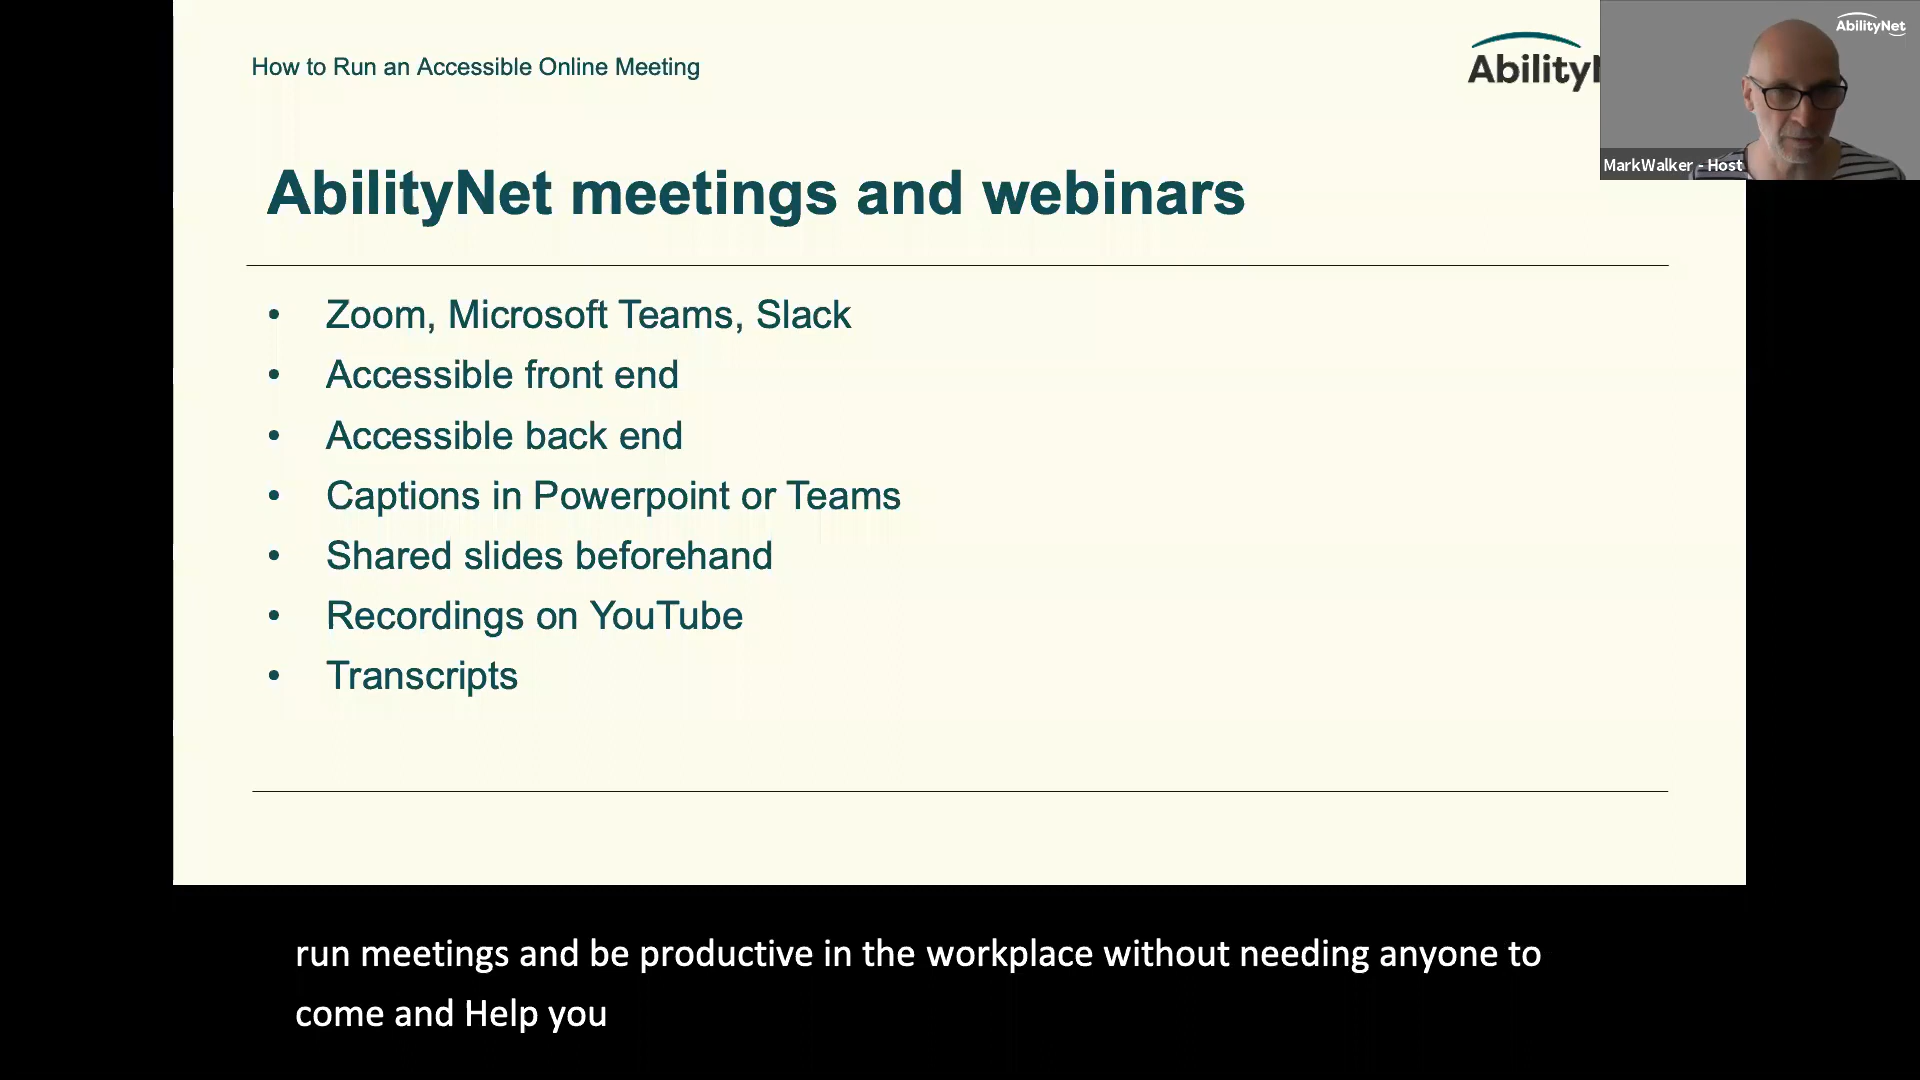 How to Run an Accessible Online Meeting
Ability
AbilityNet
MarkWalker - Host
AbilityNet meetings and webinars
• Zoom, Microsoft Teams, Slack
• Accessible front end
• Accessible back end
• Captions in Powerpoint or Teams
• Shared slides beforehand
• Recordings on YouTube
• Transcripts
run meetings and be productive in the workplace without needing anyone to
come and Help you